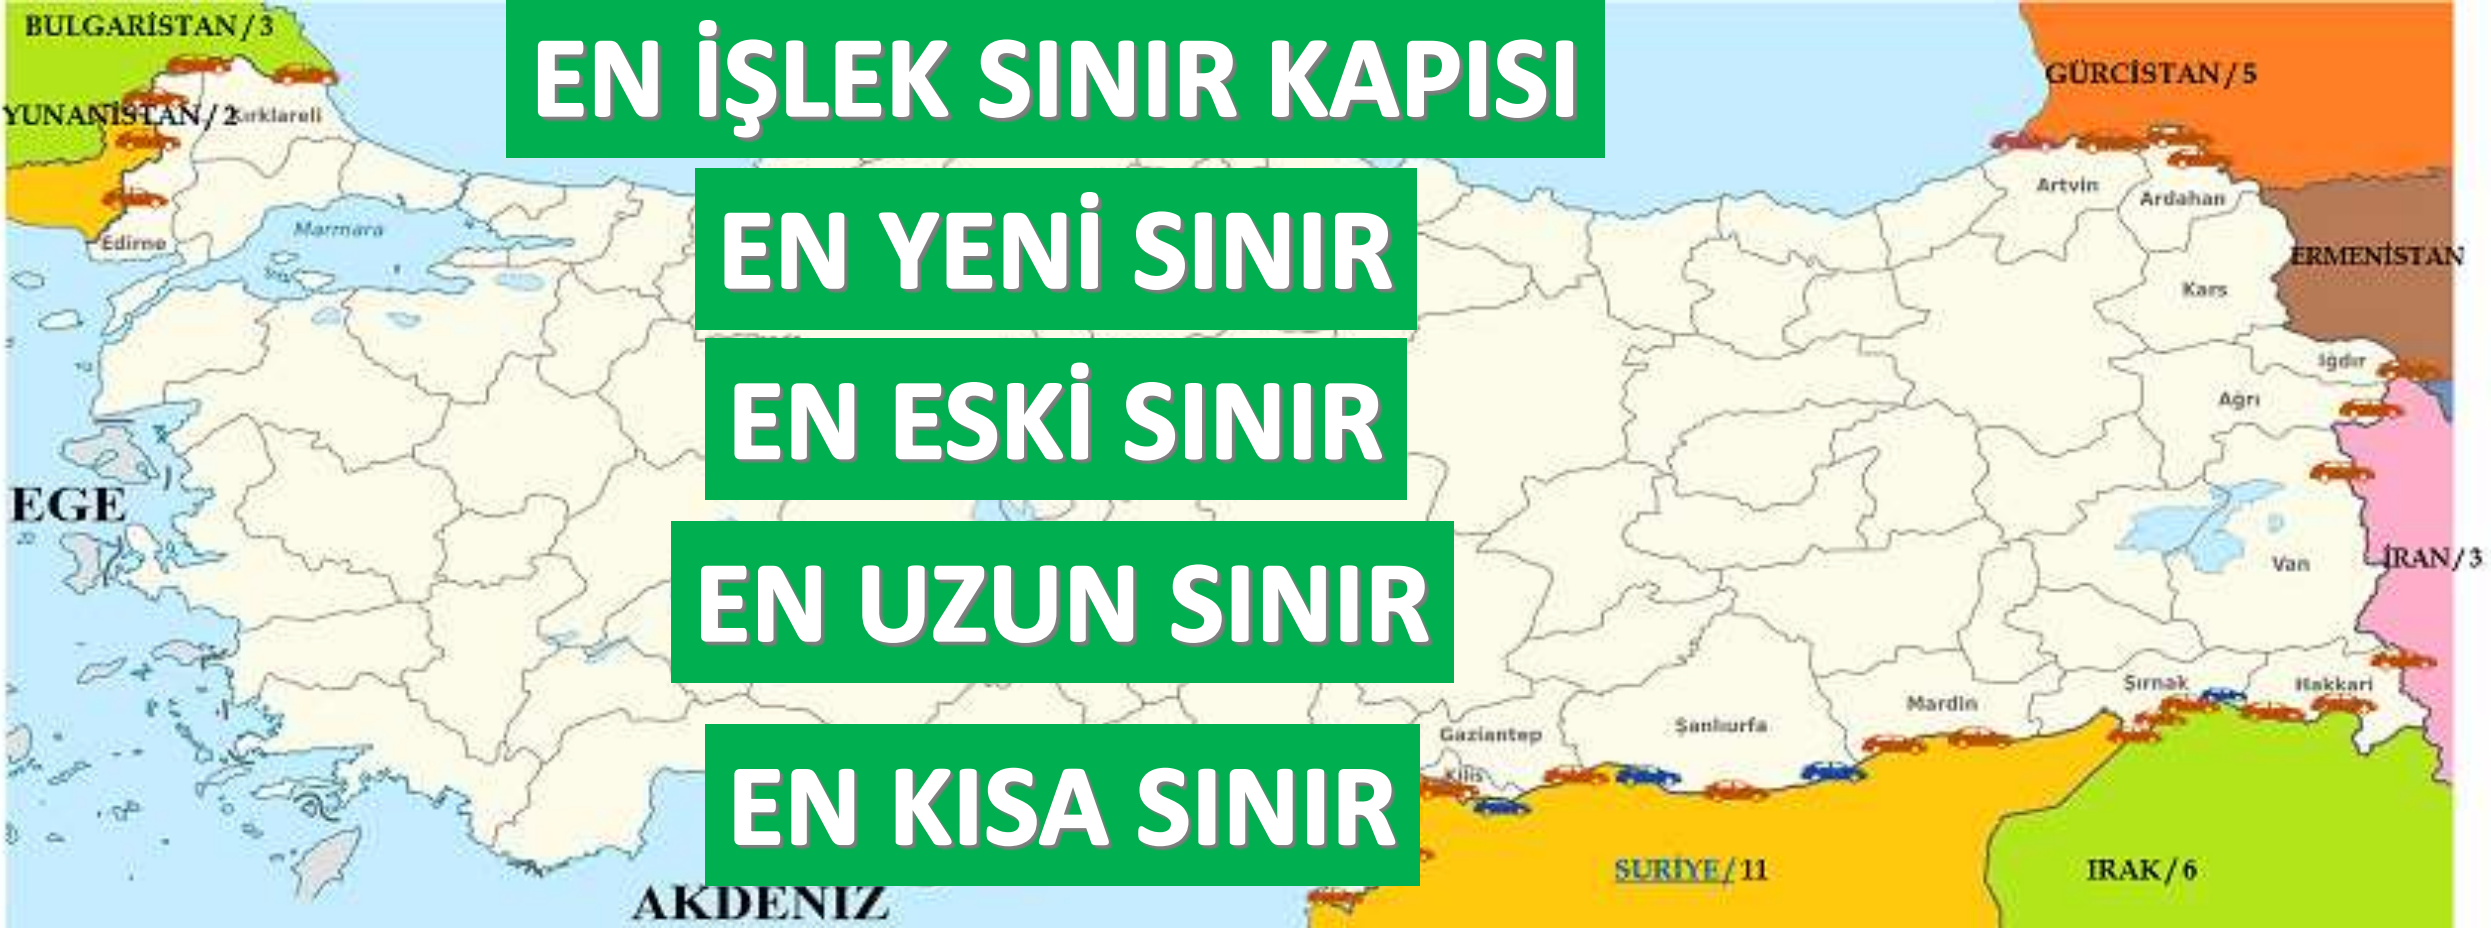 BULGARİSTAN / 3
EN İŞLEK SINIR KAPISI
GÜRCİSTAN / 5
YUNANİSTAN / 2
Kırklareli
Artvin
Ardahan
EN YENİ SINIR
Marmara
Edirne
ERMENİSTAN
Kars
Iğdır
Ağrı
EN ESKİ SINIR
EGE
İRAN / 3
Van
EN UZUN SINIR
Şırnak
Hakkari
Mardin
Şanlıurfa
Gaziantep
Kilis
EN KISA SINIR
SURİYE / 11
IRAK / 6
AKDENİZ